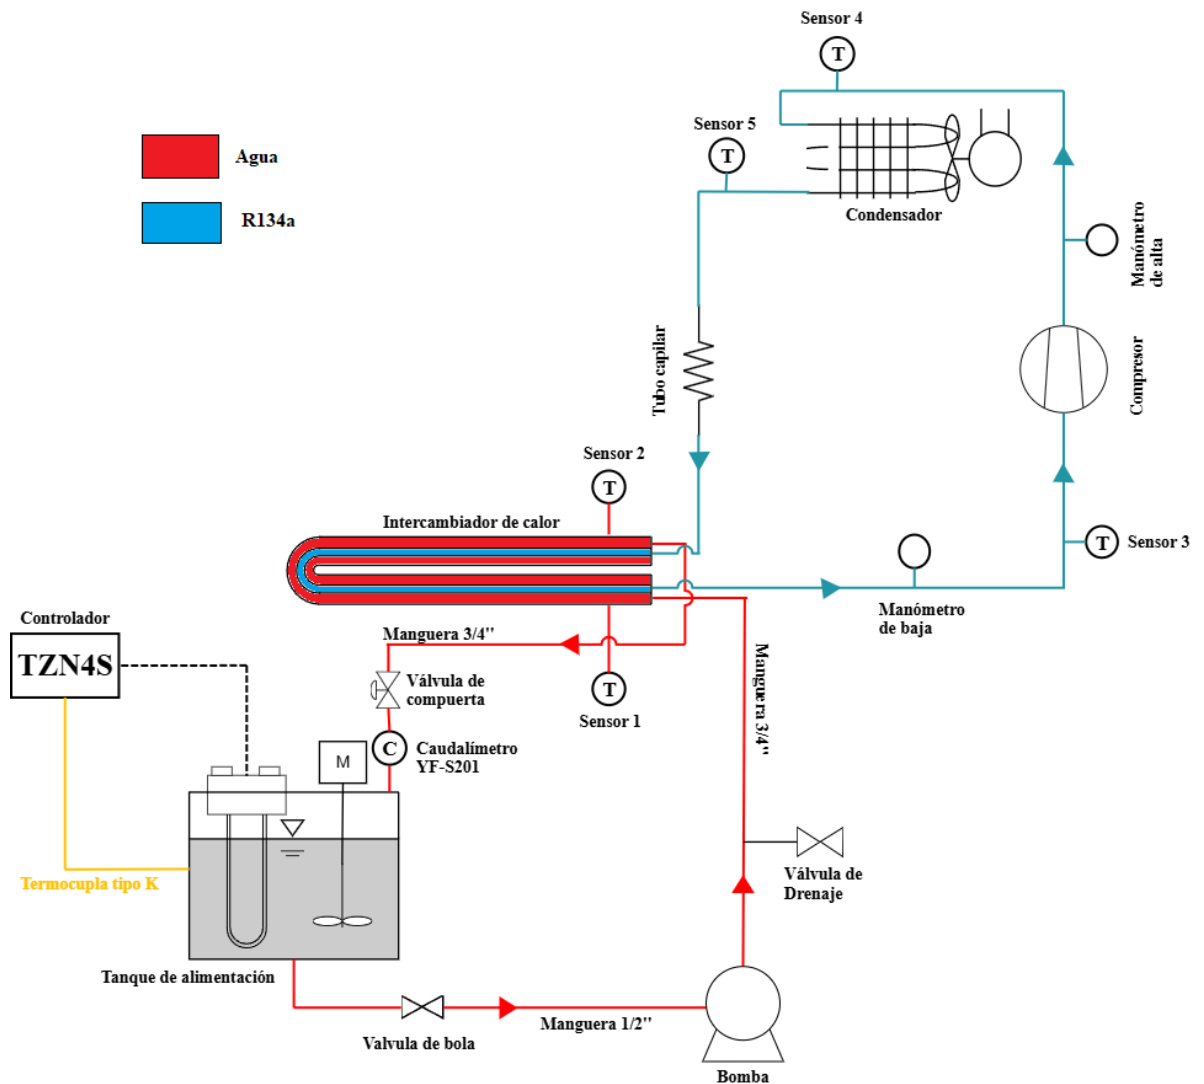 Sensor 4
T
Sensor 5
T
Agua
R134a
Condensador
Manómetro
de alta
Compresor
Tubo capilar
Sensor 2
T
Intercambiador de calor
T
Sensor 3
Manómetro
de baja
Controlador
TZN4S
Manguera 3/4"
Manguera 3/4"
Válvula de
compuerta
T
Sensor 1
C
Caudalímetro
YF-S201
M
Termocupla tipo K
Válvula de
Drenaje
Tanque de alimentación
Manguera 1/2"
Valvula de bola
Bomba